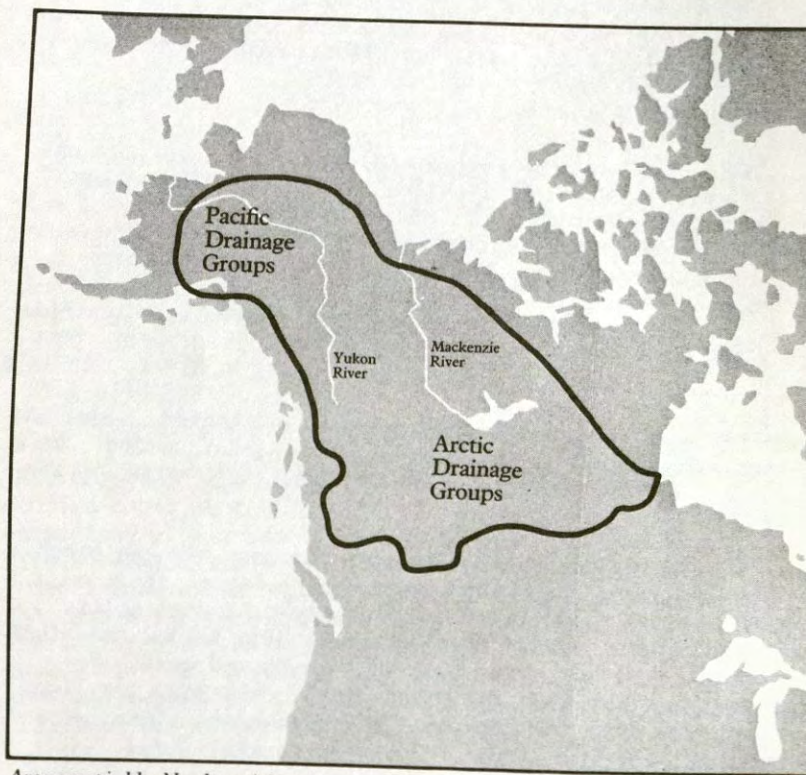 Pacific
Drainage
Groups
Yukon
River
Mackenzie
River
Arctic
Drainage
Groups